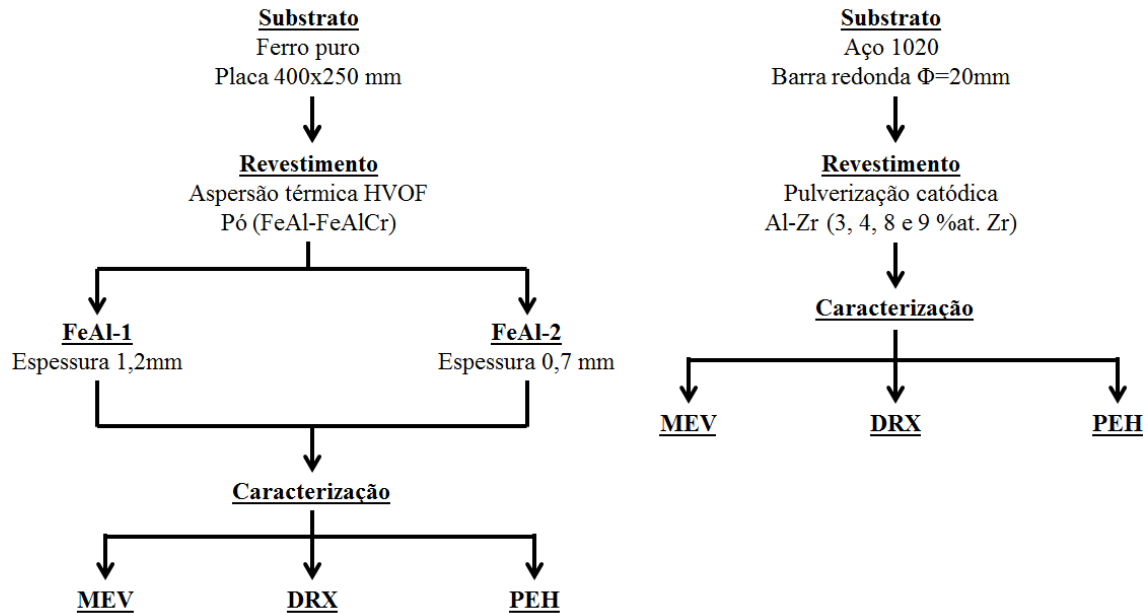 Substrato
Ferro puro
Placa 400x250 mm
Revestimento
Aspersão térmica HVOF
Pó (FeAl-FeAlCr)
FeAl-1
Espessura 1,2mm
FeAl-2
Espessura 0,7 mm
Caracterização
MEV
DRX
PEH
Substrato
Aço 1020
Barra redonda Φ=20mm
Revestimento
Pulverização catódica
Al-Zr (3, 4, 8 e 9 %at. Zr)
Caracterização
MEV
DRX
PEH